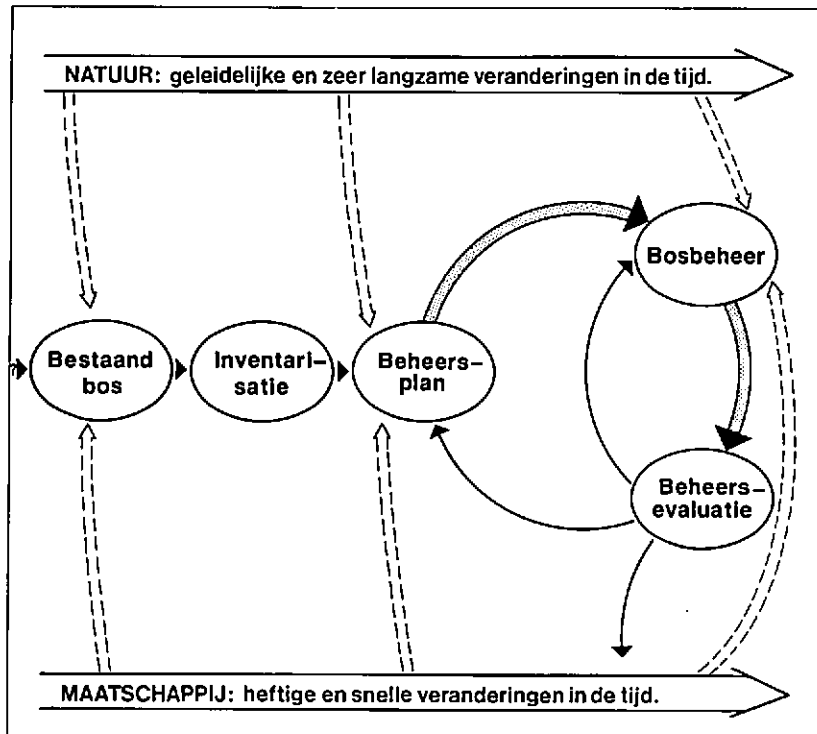 NATUUR: geleidelijke en zeer langzame veranderingen in de tijd.
Bosbeheer
Bestaand
bos
Inventari-
satie
Beheers-
plan
Beheers-
evaluatie
MAATSCHAPPIJ: heftige en snelle veranderingen in de tijd.